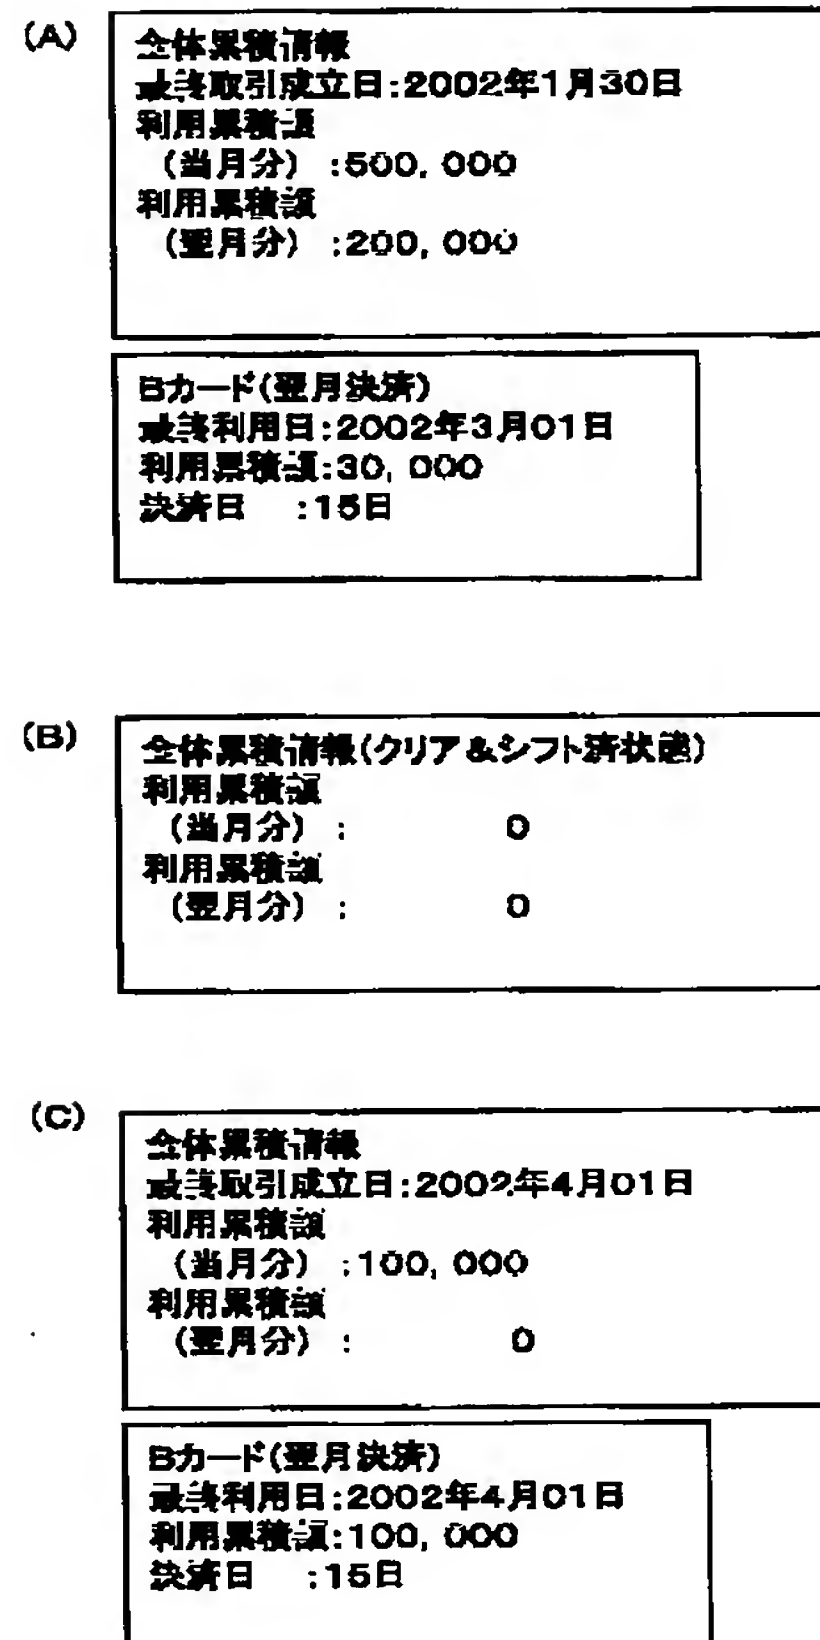 (A)
全体累積情報
最終取引成立日:2002年1月30日
利用累積額
(当月分) :500, 000
利用累積額
(翌月分) :200, 000
Bカード(翌月決済)
最終利用日:2002年3月01日
利用累積額:30, 000
決済日 :15日
(B)
全体累積情報(クリア&シフト済状態)
利用累積額
(当月分) : 0
利用累積額
(翌月分) : 0
(C)
全体累積情報
最終取引成立日:2002年4月01日
利用累積額
(当月分) :100, 000
利用累積額
(翌月分) : 0
Bカード(翌月決済)
最終利用日:2002年4月01日
利用累積額:100, 000
決済日 :15日